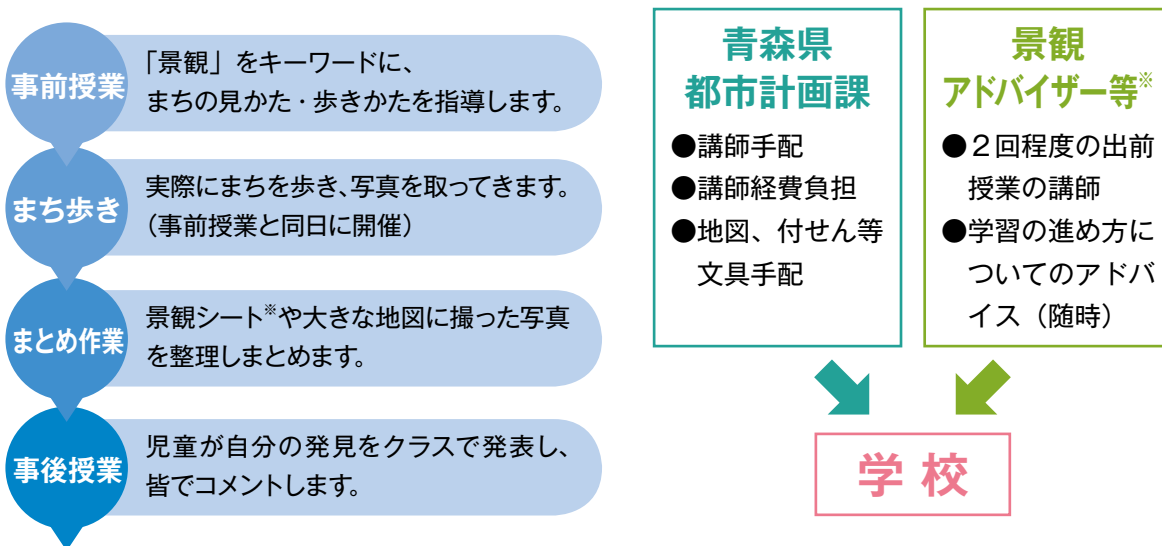 事前授業
「景観」をキーワードに、
まちの見かた・歩きかたを指導します。
まち歩き
実際にまちを歩き、写真を取ってきます。
（事前授業と同日に開催）
まとめ作業
景観シート※や大きな地図に撮った写真
を整理しまとめます。
事後授業
児童が自分の発見をクラスで発表し、
皆でコメントします。
青森県
都市計画課
●講師手配
●講師経費負担
●地図、付せん等
文具手配
景観
アドバイザー等※
●２回程度の出前
授業の講師
●学習の進め方に
ついてのアドバ
イス（随時）
学校